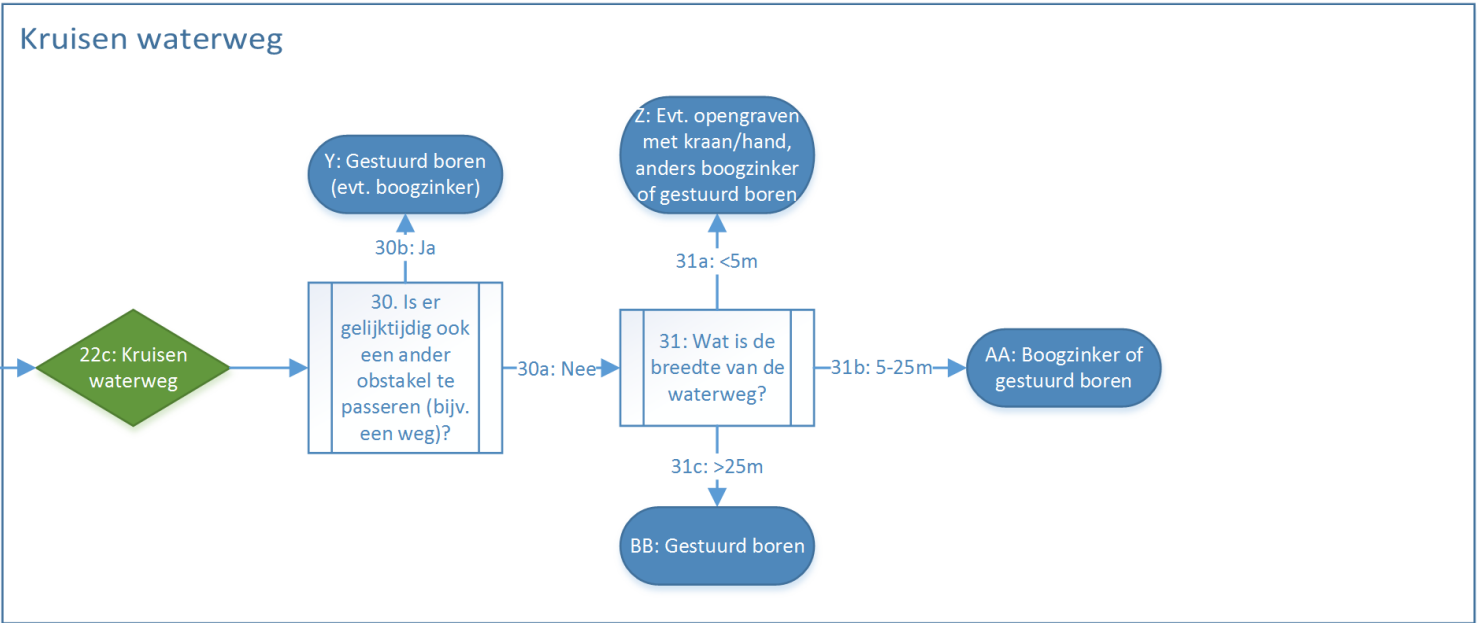 Kruisen waterweg
Z: Evt. opengraven
met kraan/hand,
anders boogzinker
of gestuurd boren
Y: Gestuurd boren
(evt. boogzinker)
30b: Ja
31a: <5m
22c: Kruisen
waterweg
30. Is er
gelijktijdig ook
een ander
obstakel te
passeren (bijv.
een weg)?
30a: Nee
31: Wat is de
breedte van de
waterweg?
31b: 5-25m
AA: Boogzinker of
gestuurd boren
31c: >25m
BB: Gestuurd boren